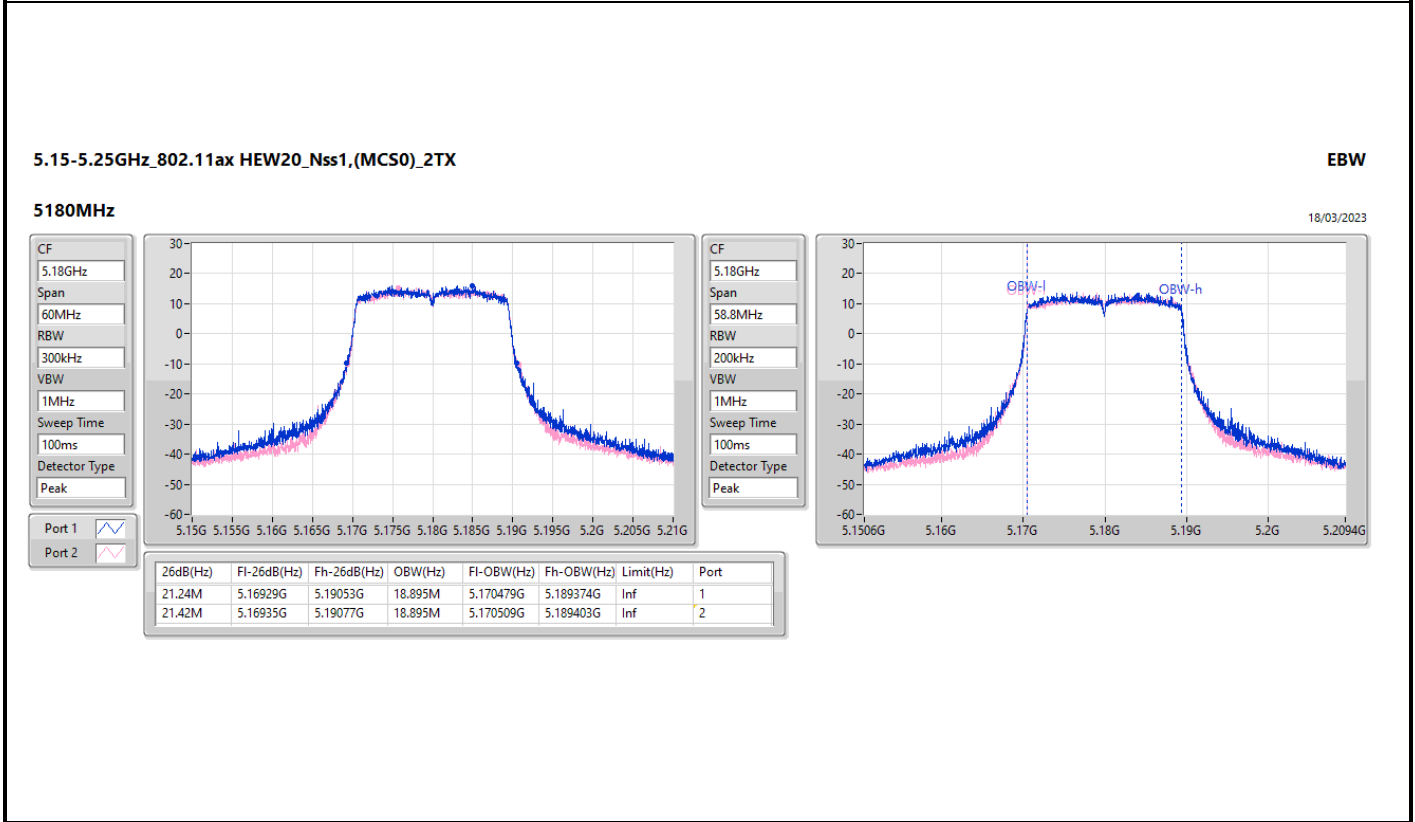 5.15-5.25GHz_802.11ax HEW20_Nss1,(MCS0)_2TX
EBW
5180MHz
18/03/2023
CF
5.18GHz
Span
60MHz
RBW
300kHz
VBW
1MHz
Sweep Time
100ms
Detector Type
Peak
Port 1
Port 2
30
20
10
0
-10
-20
-30
-40
-50
-60
5.15G 5.155G 5.16G 5.165G 5.17G 5.175G 5.18G 5.185G 5.19G 5.195G 5.2G 5.205G 5.21G
CF
5.18GHz
Span
58.8MHz
RBW
200kHz
VBW
1MHz
Sweep Time
100ms
Detector Type
Peak
30
20
10
0
-10
-20
-30
-40
-50
-60
OBW-l
OBW-h
5.1506G 5.16G 5.17G 5.18G 5.19G 5.2G 5.2094G
26dB(Hz) Fl-26dB(Hz) Fh-26dB(Hz) OBW(Hz) Fl-OBW(Hz) Fh-OBW(Hz) Limit(Hz) Port
21.24M 5.16929G 5.19053G 18.895M 5.170479G 5.189374G Inf 1
21.42M 5.16935G 5.19077G 18.895M 5.170509G 5.189403G Inf 2